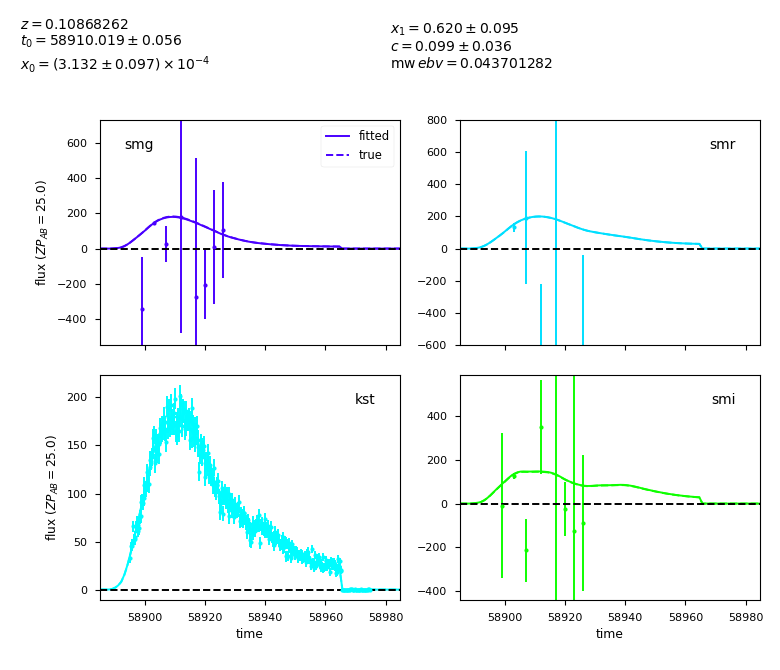 z = 0.10868262
t₀ = 58910.019 ± 0.056
x₀ = (3.132 ± 0.097) × 10⁻⁴
x₁ = 0.620 ± 0.095
c = 0.099 ± 0.036
mw ebv = 0.043701282
smg
fitted
true
600
400
200
0
−200
−400
flux (ZP_AB = 25.0)
smr
800
600
400
200
0
−200
−400
−600
kst
200
150
100
50
0
flux (ZP_AB = 25.0)
58900 58920 58940 58960 58980
time
smi
400
200
0
−200
−400
58900 58920 58940 58960 58980
time